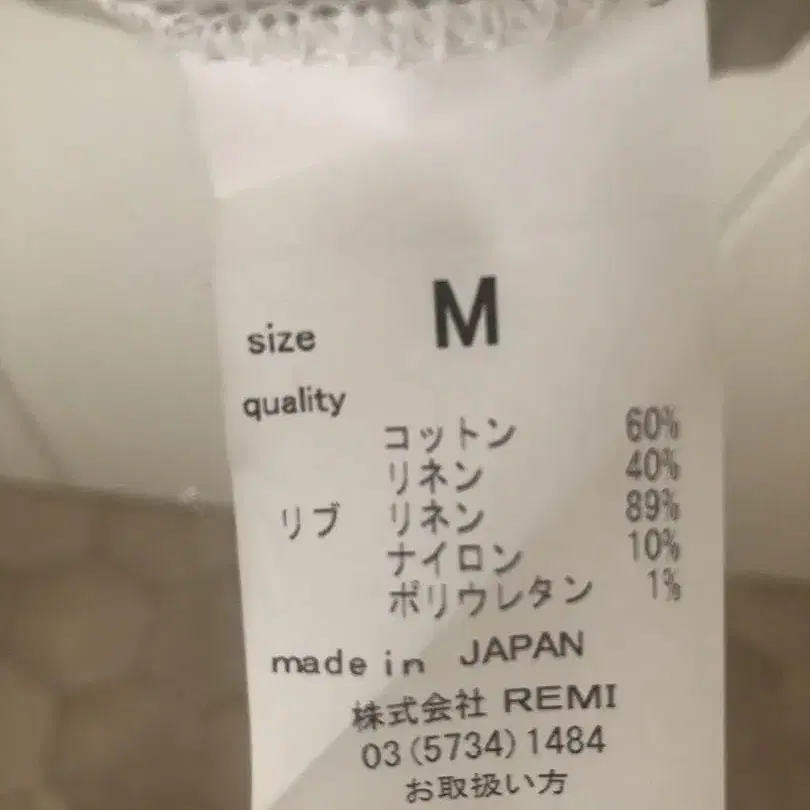 size M
quality
コットン 60%
リネン 40%
リブ リネン 89%
ナイロン 10%
ポリウレタン 1%
made in JAPAN
株式会社 REMI
03(5734)1484
お取扱い方